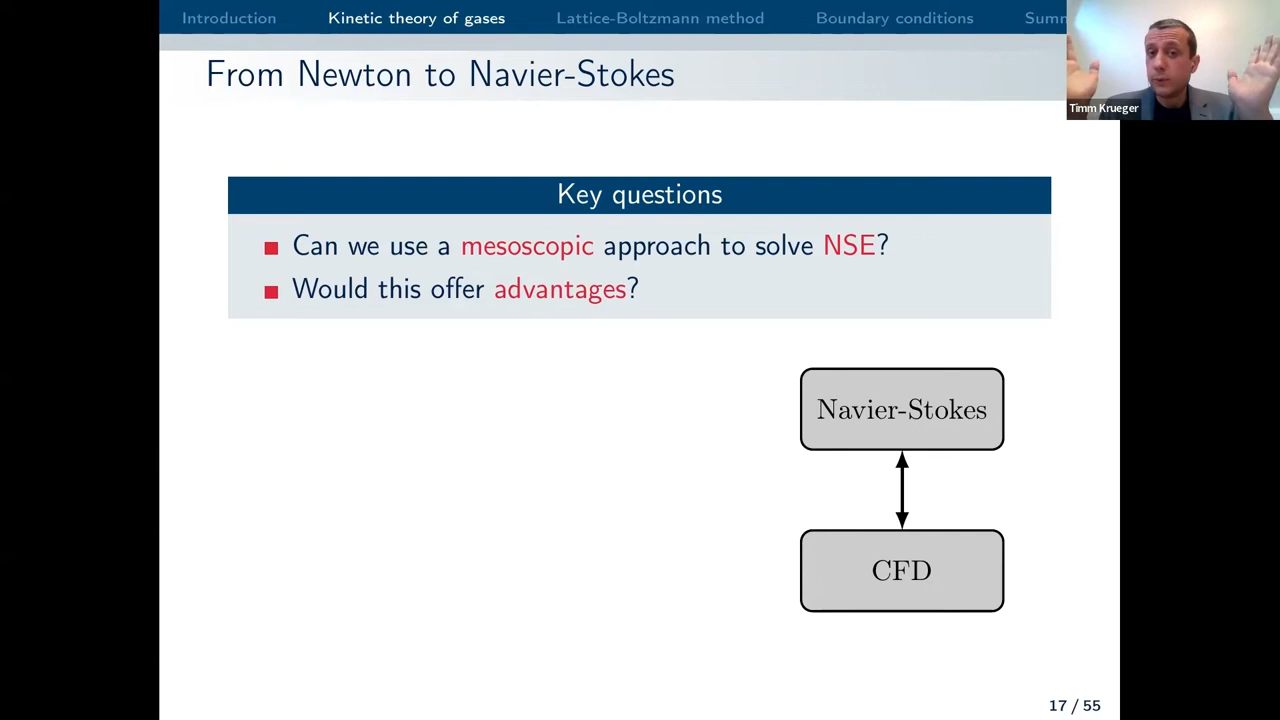 Introduction Kinetic theory of gases Lattice-Boltzmann method Boundary conditions Summ
From Newton to Navier-Stokes
Timm Krueger
Key questions
Can we use a mesoscopic approach to solve NSE?
Would this offer advantages?
Navier-Stokes
CFD
17 / 55